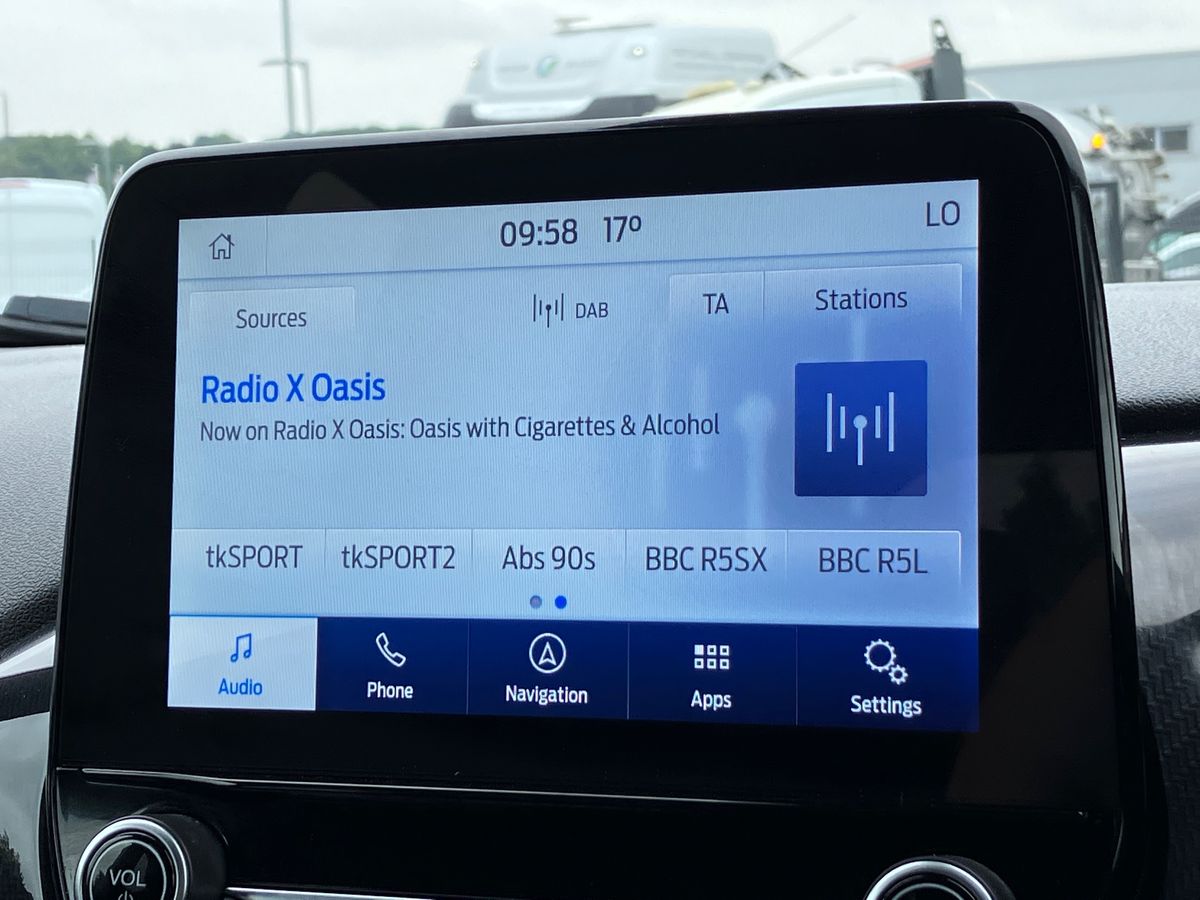 09:58 17º LO
Sources DAB TA Stations
Radio X Oasis
Now on Radio X Oasis: Oasis with Cigarettes & Alcohol
tkSPORT tkSPORT2 Abs 90s BBC R5SX BBC R5L
Audio Phone Navigation Apps Settings
VOL